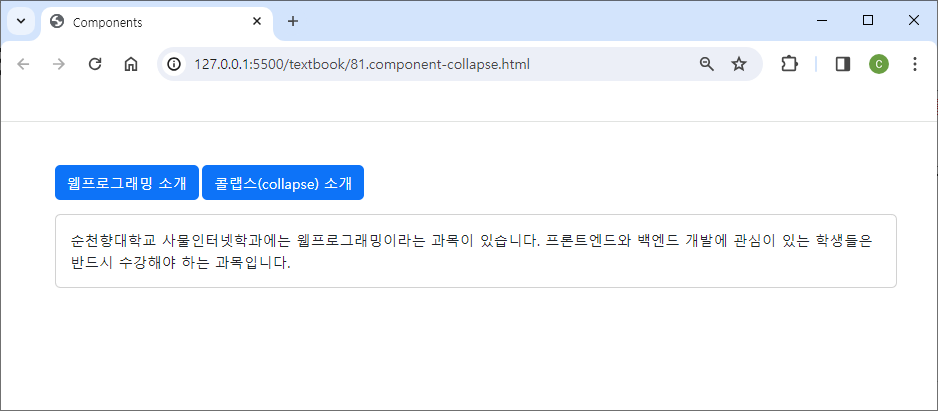 Components
127.0.0.1:5500/textbook/81.component-collapse.html
C
웹프로그래밍 소개
콜랩스(collapse) 소개
순천향대학교 사물인터넷학과에는 웹프로그래밍이라는 과목이 있습니다. 프론트엔드와 백엔드 개발에 관심이 있는 학생들은
반드시 수강해야 하는 과목입니다.